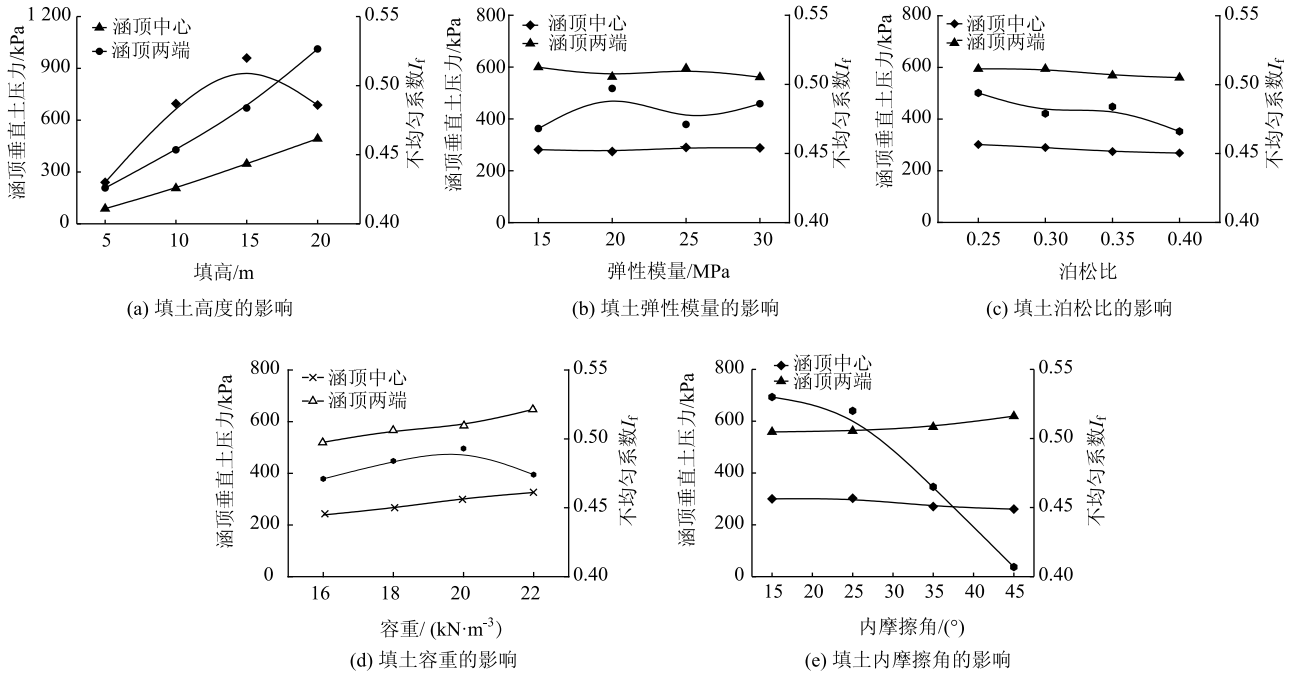 涵顶垂直土压力/kPa
1 200
900
600
300
0
涵顶中心
涵顶两端
0.55
0.50
0.45
0.40
不均匀系数If
5 10 15 20
填高/m
(a) 填土高度的影响
涵顶垂直土压力/kPa
800
600
400
200
0
涵顶中心
涵顶两端
0.55
0.50
0.45
0.40
不均匀系数If
15 20 25 30
弹性模量/MPa
(b) 填土弹性模量的影响
涵顶垂直土压力/kPa
800
600
400
200
0
涵顶中心
涵顶两端
0.55
0.50
0.45
0.40
不均匀系数If
0.25 0.30 0.35 0.40
泊松比
(c) 填土泊松比的影响
涵顶垂直土压力/kPa
800
600
400
200
0
涵顶中心
涵顶两端
0.55
0.50
0.45
0.40
不均匀系数If
16 18 20 22
容重/ (kN·m⁻³)
(d) 填土容重的影响
涵顶垂直土压力/kPa
800
600
400
200
0
涵顶中心
涵顶两端
0.55
0.50
0.45
0.40
不均匀系数If
15 20 25 30 35 40 45
内摩擦角/(°)
(e) 填土内摩擦角的影响